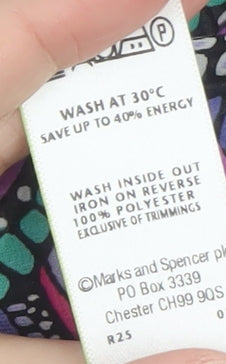 P
WASH AT 30°C
SAVE UP TO 40% ENERGY
WASH INSIDE OUT
IRON ON REVERSE
100% POLYESTER
EXCLUSIVE OF TRIMMINGS
©Marks and Spencer pl
PO Box 3339
Chester CH99 9QS
R25 0